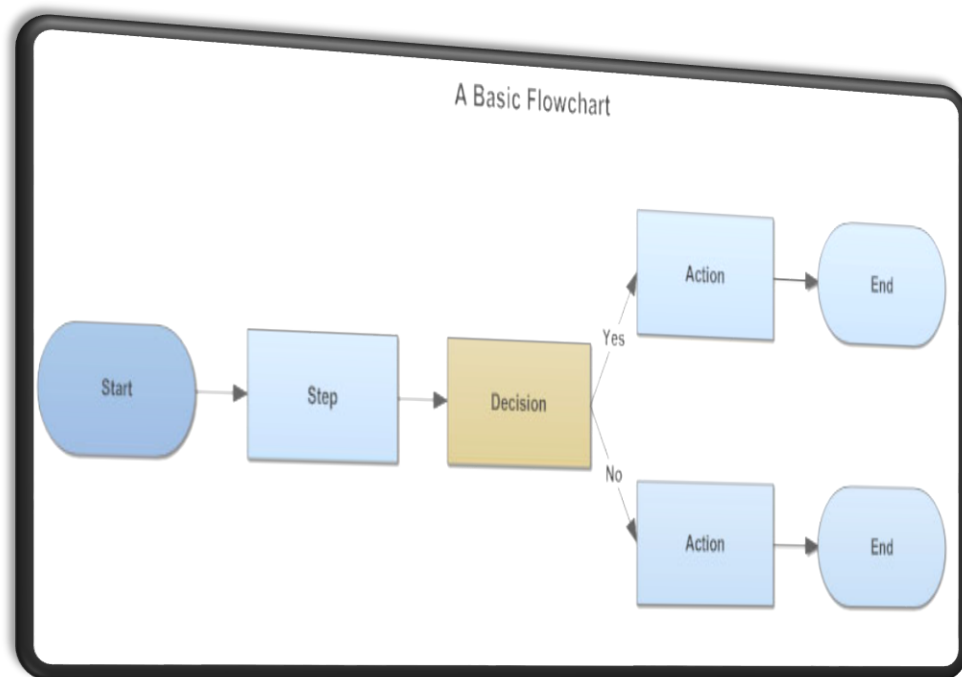 A Basic Flowchart
Start
Step
Decision
Yes
Action
End
No
Action
End